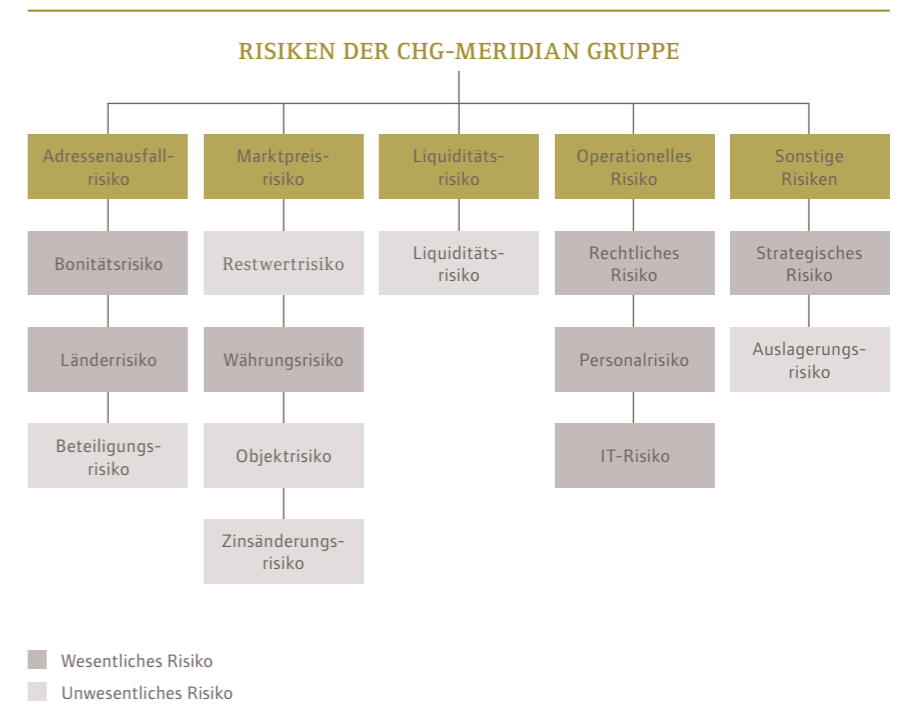 RISIKEN DER CHG-MERIDIAN GRUPPE
Adressenausfall-
risiko
Marktpreis-
risiko
Liquiditäts-
risiko
Operationelles
Risiko
Sonstige
Risiken
Bonitätsrisiko
Restwertrisiko
Liquiditäts-
risiko
Rechtliches
Risiko
Strategisches
Risiko
Länderrisiko
Währungsrisiko
Personalrisiko
Auslagerungs-
risiko
Beteiligungs-
risiko
Objektrisiko
IT-Risiko
Zinsänderungs-
risiko
Wesentliches Risiko
Unwesentliches Risiko